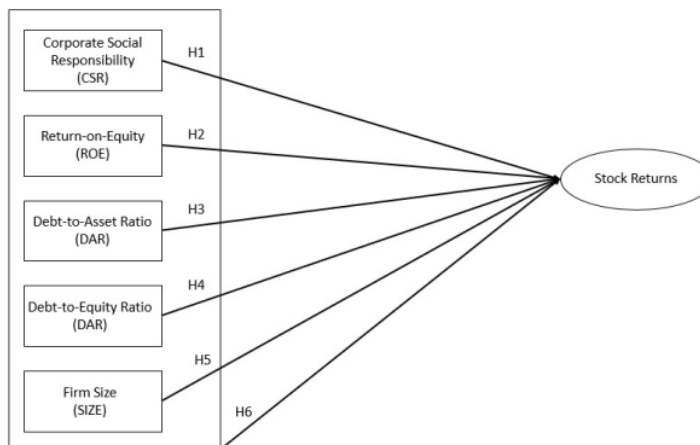 Corporate Social
Responsibility
(CSR)
H1
Return-on-Equity
(ROE)
H2
Debt-to-Asset Ratio
(DAR)
H3
Debt-to-Equity Ratio
(DAR)
H4
Firm Size
(SIZE)
H5
H6
Stock Returns